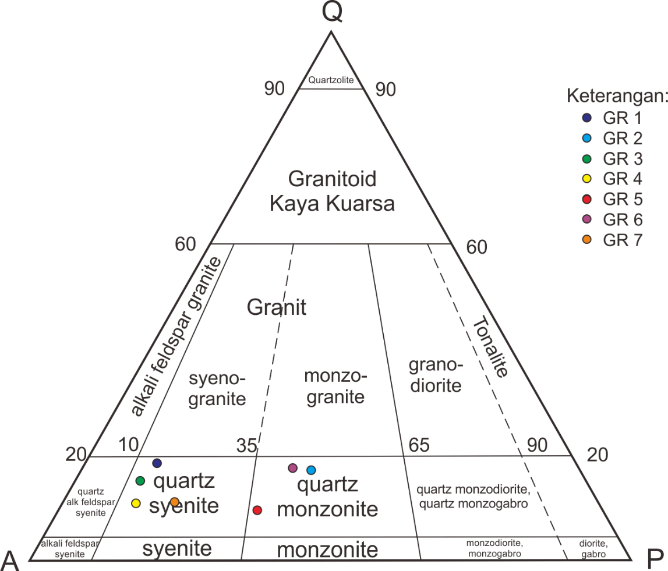 Q
90
Quartzolite
90
Keterangan:
GR 1
GR 2
GR 3
GR 4
GR 5
GR 6
GR 7
Granitoid
Kaya Kuarsa
60
60
alkali feldspar granite
Granit
Tonalite
syeno-
granite
monzo-
granite
grano-
diorite
20
10
35
65
90
20
quartz
alk feldspar
syenite
quartz
syenite
quartz
monzonite
quartz monzodiorite,
quartz monzogabro
A
alkali feldspar
syenite
syenite
monzonite
monzodiorite,
monzogabro
diorite,
gabro
P